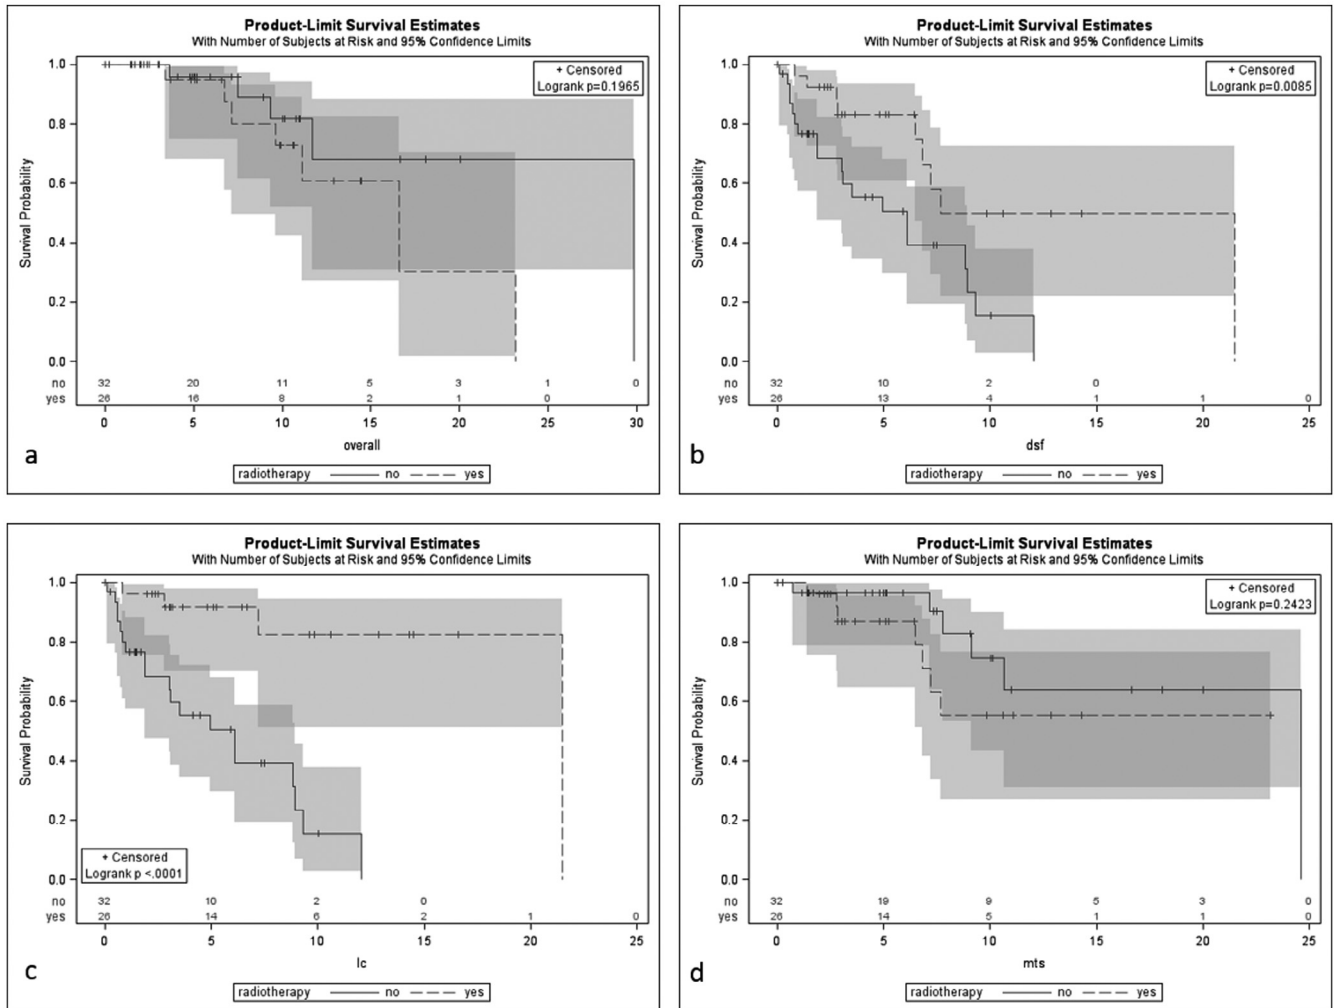 Product-Limit Survival Estimates
With Number of Subjects at Risk and 95% Confidence Limits
+ Censored
Logrank p=0.1965
Survival Probability
1.0
0.8
0.6
0.4
0.2
0.0
no 32 20 11 5 3 1 0
yes 26 16 8 2 1 0
0 5 10 15 20 25 30
overall
a
radiotherapy no yes
Product-Limit Survival Estimates
With Number of Subjects at Risk and 95% Confidence Limits
+ Censored
Logrank p=0.0085
Survival Probability
1.0
0.8
0.6
0.4
0.2
0.0
no 32 10 2 0
yes 26 13 4 1 1 0
0 5 10 15 20 25
dsf
b
radiotherapy no yes
Product-Limit Survival Estimates
With Number of Subjects at Risk and 95% Confidence Limits
Survival Probability
1.0
0.8
0.6
0.4
0.2
0.0
+ Censored
Logrank p <.0001
no 32 10 2 0
yes 26 14 6 2 1 0
0 5 10 15 20 25
lc
c
radiotherapy no yes
Product-Limit Survival Estimates
With Number of Subjects at Risk and 95% Confidence Limits
+ Censored
Logrank p=0.2423
Survival Probability
1.0
0.8
0.6
0.4
0.2
0.0
no 32 19 9 5 3 0
yes 26 14 5 1 1 0
0 5 10 15 20 25
mts
d
radiotherapy no yes